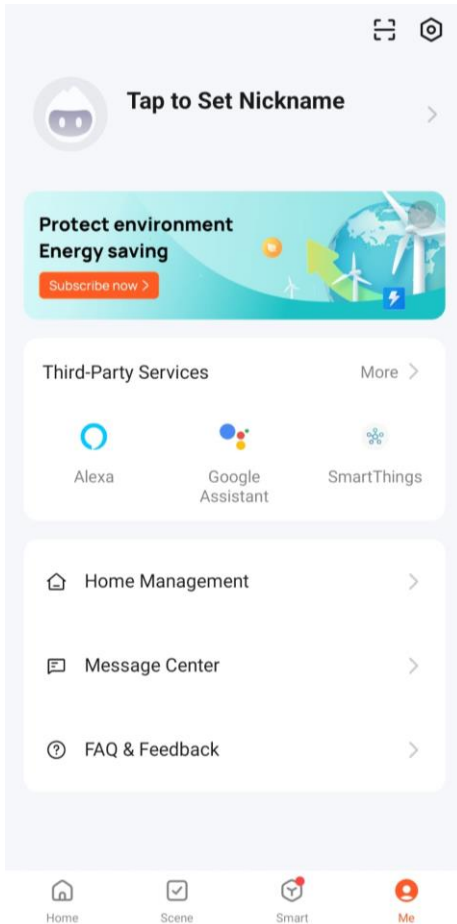 Tap to Set Nickname
Protect environment
Energy saving
Subscribe now >
Third-Party Services
More >
Alexa
Google
Assistant
SmartThings
Home Management
Message Center
FAQ & Feedback
Home
Scene
Smart
Me